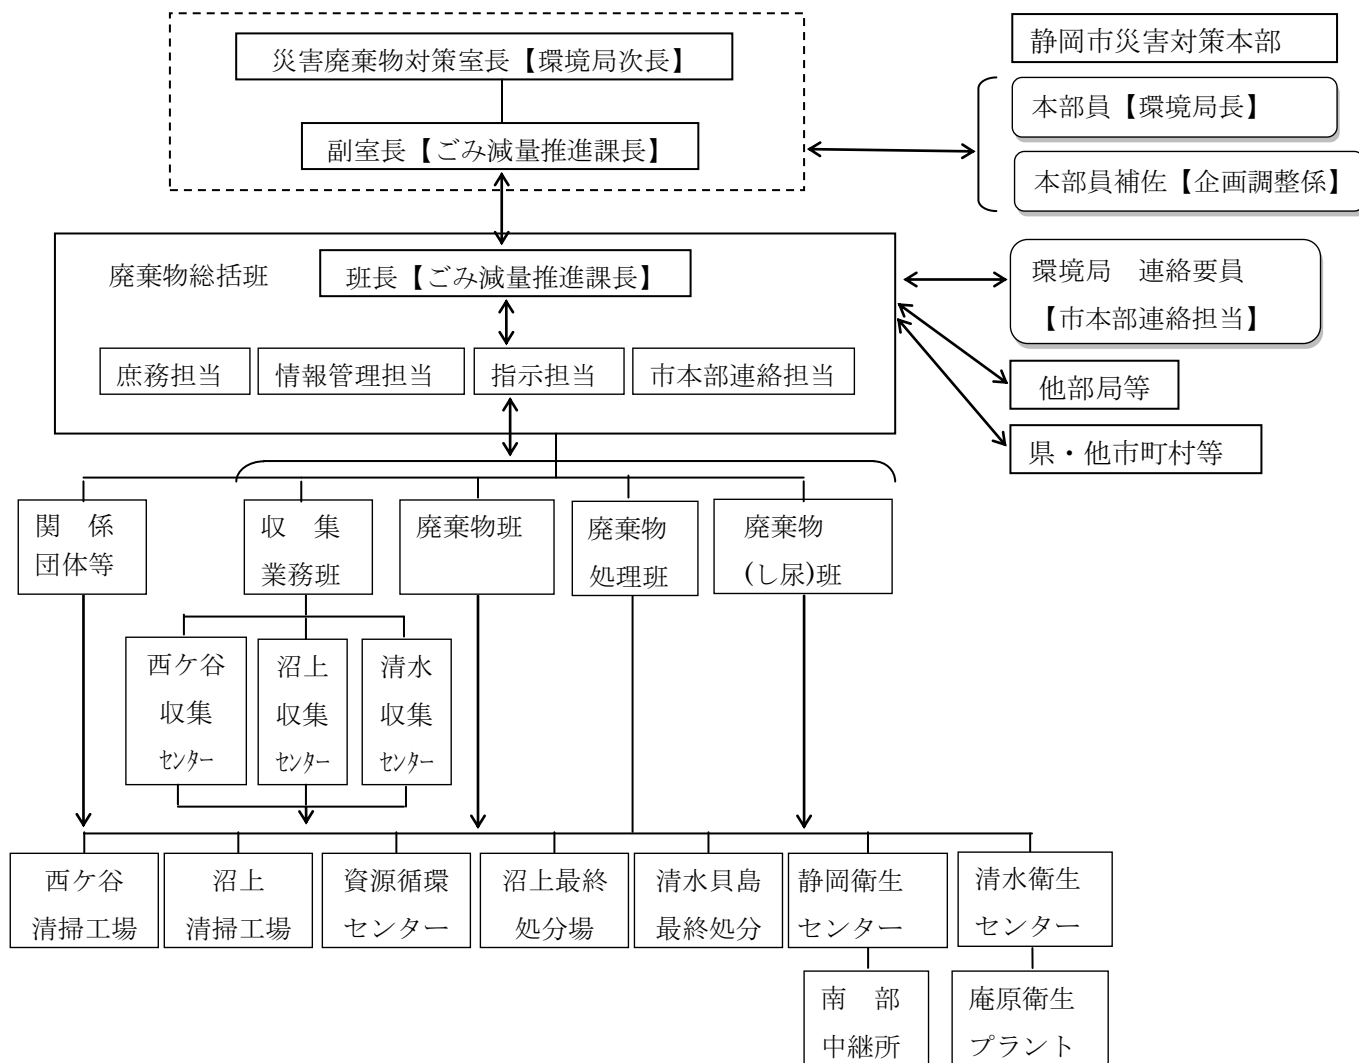 災害廃棄物対策室長【環境局次長】
副室長【ごみ減量推進課長】
静岡市災害対策本部
本部員【環境局長】
本部員補佐【企画調整係】
廃棄物総括班
班長【ごみ減量推進課長】
庶務担当
情報管理担当
指示担当
市本部連絡担当
環境局　連絡要員
【市本部連絡担当】
他部局等
県・他市町村等
関　係
団体等
収　集
業務班
廃棄物班
廃棄物
処理班
廃棄物
(し尿)班
西ケ谷
収集
ｾﾝﾀｰ
沼上
収集
ｾﾝﾀｰ
清水
収集
ｾﾝﾀｰ
西ケ谷
清掃工場
沼上
清掃工場
資源循環
センター
沼上最終
処分場
清水貝島
最終処分
静岡衛生
センター
清水衛生
センター
南　部
中継所
庵原衛生
プラント